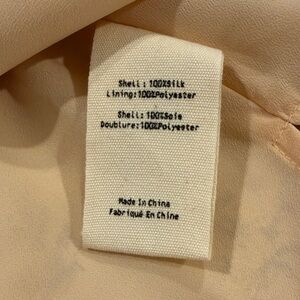 Shell: 100%Silk
Lining:100%Polyester
Shell: 100%Soie
Doublure:100%Polyester
Made In China
Fabriqué En Chine